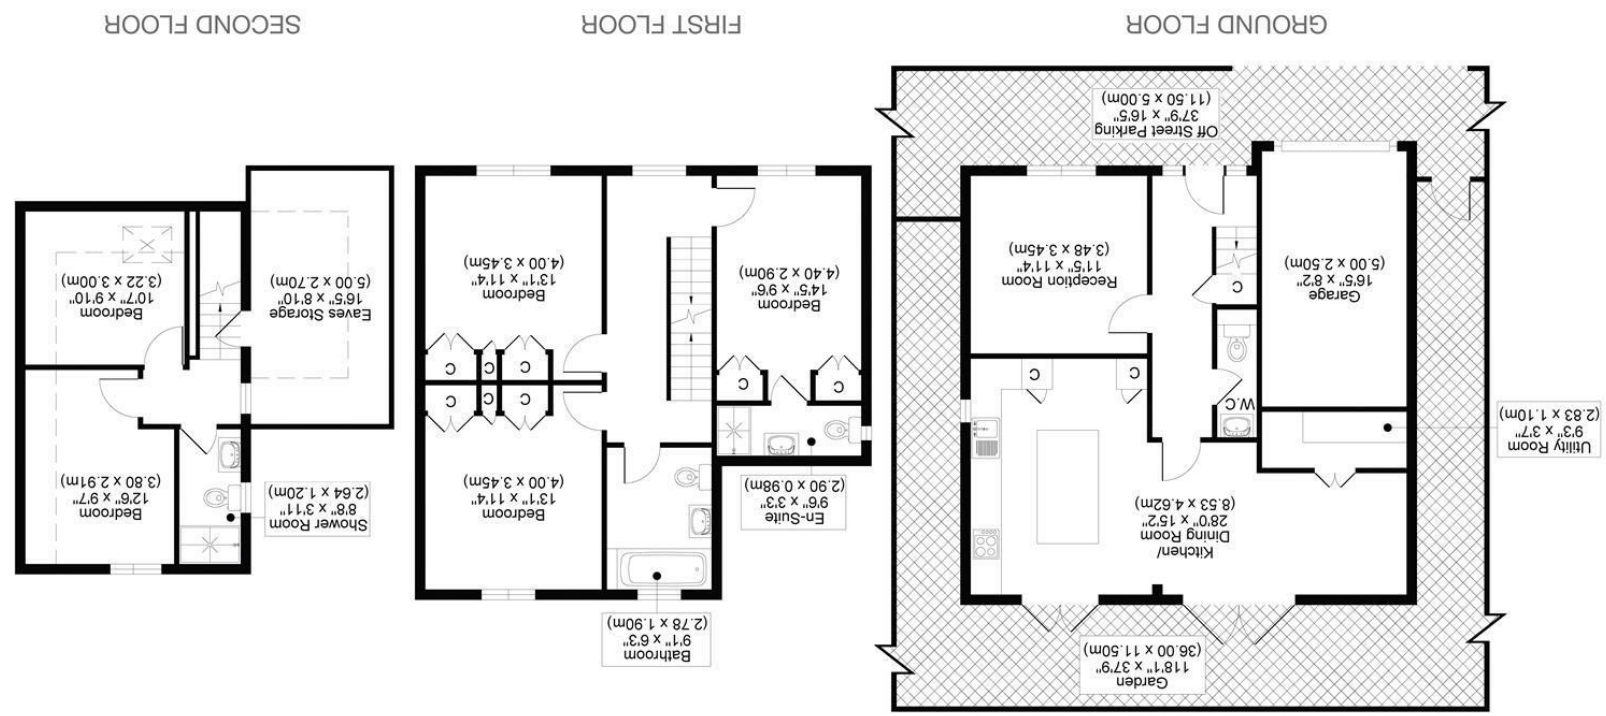 Garden
118'1" x 37'9"
(36.00 x 11.50m)
Kitchen/
Dining Room
28'0" x 15'2"
(8.53 x 4.62m)
Utility Room
9'3" x 3'7"
(2.83 x 1.10m)
W.C
C
C
Garage
16'5" x 8'2"
(5.00 x 2.50m)
C
Reception Room
11'5" x 11'4"
(3.48 x 3.45m)
Off Street Parking
37'9" x 16'5"
(11.50 x 5.00m)
GROUND FLOOR
Bathroom
9'1" x 6'3"
(2.78 x 1.90m)
En-Suite
9'6" x 3'3"
(2.90 x 0.98m)
Bedroom
13'1" x 11'4"
(4.00 x 3.45m)
C
C
C
C
C
C
C
C
Bedroom
14'5" x 9'6"
(4.40 x 2.90m)
Bedroom
13'1" x 11'4"
(4.00 x 3.45m)
FIRST FLOOR
Shower Room
8'8" x 3'11"
(2.64 x 1.20m)
Bedroom
12'6" x 9'7"
(3.80 x 2.91m)
Eaves Storage
16'5" x 8'10"
(5.00 x 2.70m)
Bedroom
10'7" x 9'10"
(3.22 x 3.00m)
SECOND FLOOR